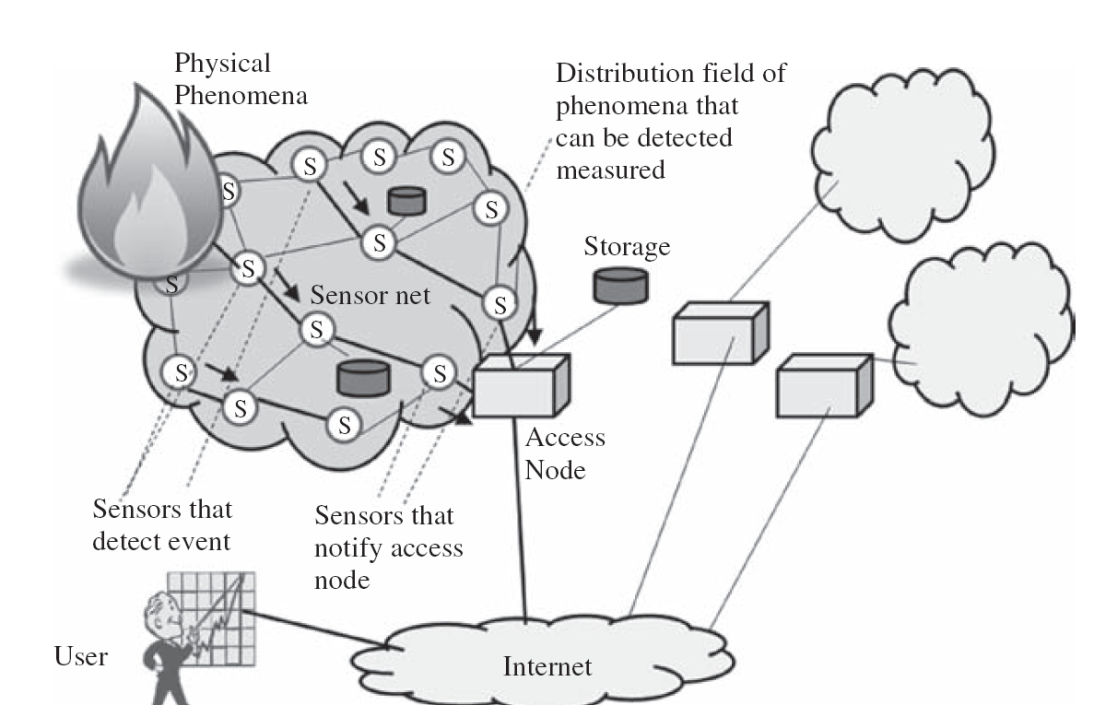 Physical
Phenomena
Distribution field of
phenomena that
can be detected
measured
S
S
S
S
S
S
Storage
S
S
Sensor net
S
S
S
S
S
S
Access
Node
Sensors that
detect event
Sensors that
notify access
node
User
Internet